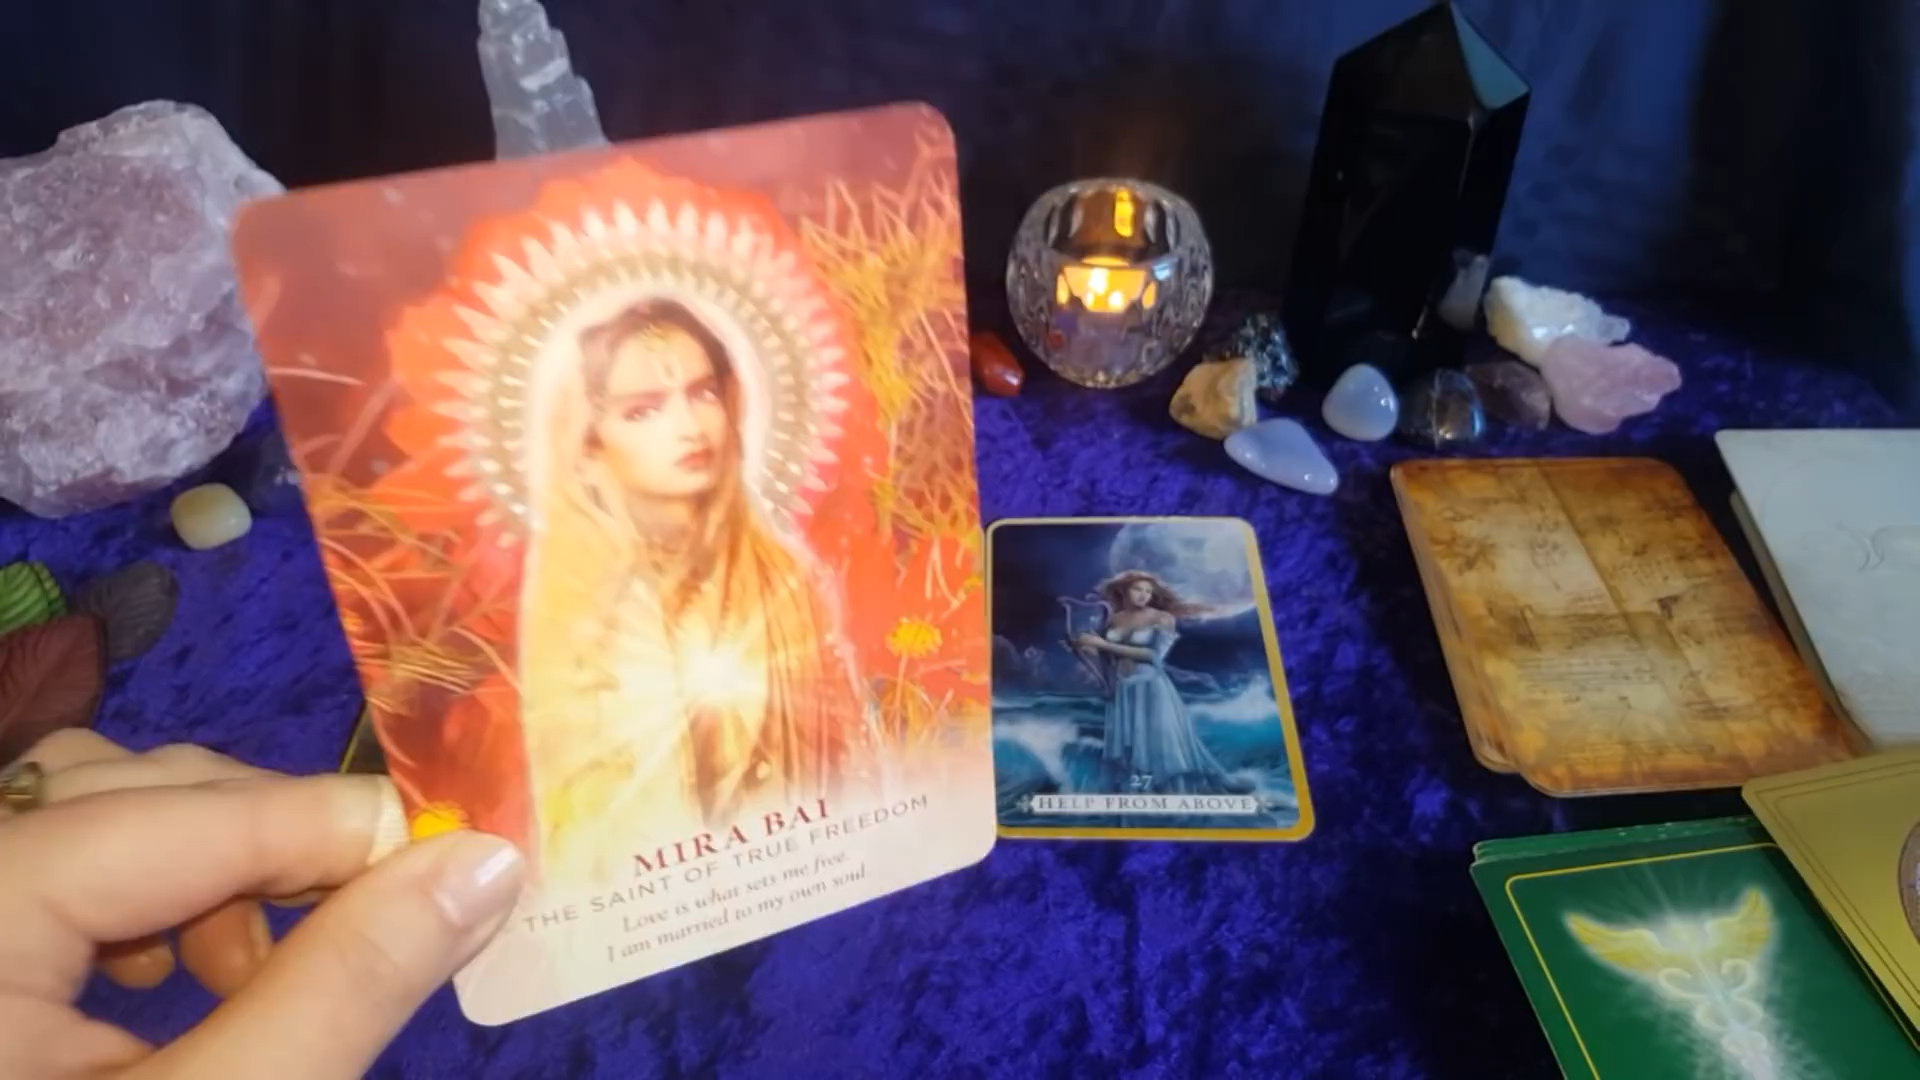 MIRA BAI
THE SAINT OF TRUE FREEDOM
Love is what sets me free.
I am married to my own soul.
27
HELP FROM ABOVE